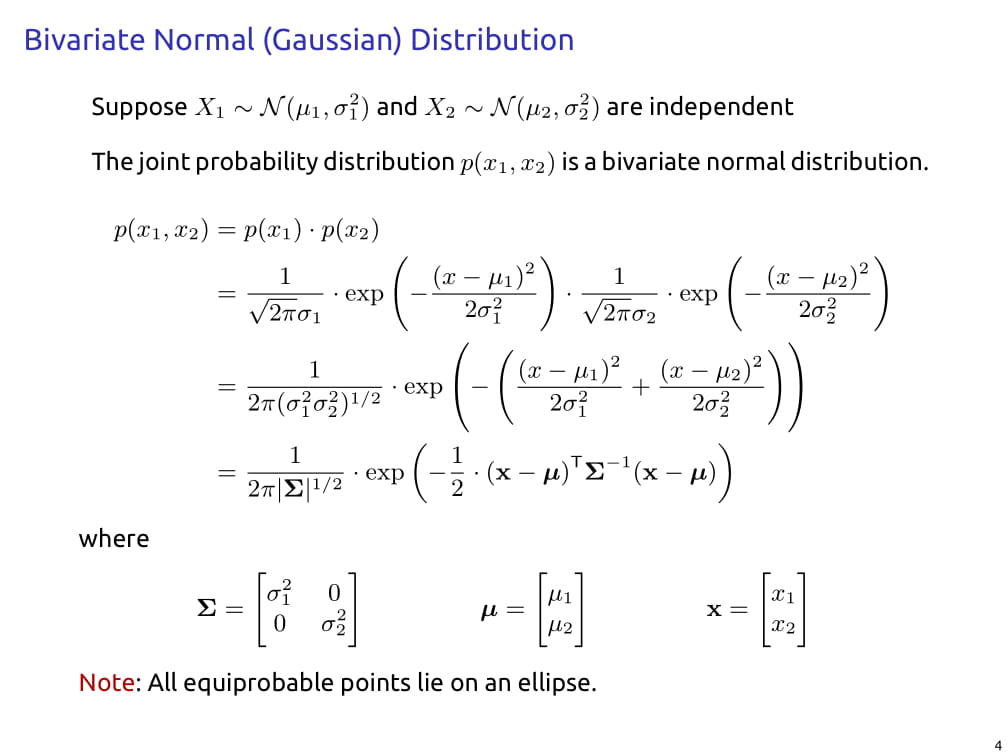 Bivariate Normal (Gaussian) Distribution
Suppose $X_1 \sim \mathcal{N}(\mu_1, \sigma_1^2)$ and $X_2 \sim \mathcal{N}(\mu_2, \sigma_2^2)$ are independent
The joint probability distribution $p(x_1, x_2)$ is a bivariate normal distribution.
$p(x_1, x_2) = p(x_1) \cdot p(x_2)$
$= \frac{1}{\sqrt{2\pi}\sigma_1} \cdot \exp\left(-\frac{(x - \mu_1)^2}{2\sigma_1^2}\right) \cdot \frac{1}{\sqrt{2\pi}\sigma_2} \cdot \exp\left(-\frac{(x - \mu_2)^2}{2\sigma_2^2}\right)$
$= \frac{1}{2\pi(\sigma_1^2\sigma_2^2)^{1/2}} \cdot \exp\left(-\left(\frac{(x - \mu_1)^2}{2\sigma_1^2} + \frac{(x - \mu_2)^2}{2\sigma_2^2}\right)\right)$
$= \frac{1}{2\pi|\boldsymbol{\Sigma}|^{1/2}} \cdot \exp\left(-\frac{1}{2} \cdot (\mathbf{x} - \boldsymbol{\mu})^\mathsf{T} \boldsymbol{\Sigma}^{-1} (\mathbf{x} - \boldsymbol{\mu})\right)$
where
$\boldsymbol{\Sigma} = \begin{bmatrix} \sigma_1^2 & 0 \\ 0 & \sigma_2^2 \end{bmatrix}$ $\boldsymbol{\mu} = \begin{bmatrix} \mu_1 \\ \mu_2 \end{bmatrix}$ $\mathbf{x} = \begin{bmatrix} x_1 \\ x_2 \end{bmatrix}$
Note: All equiprobable points lie on an ellipse.
4